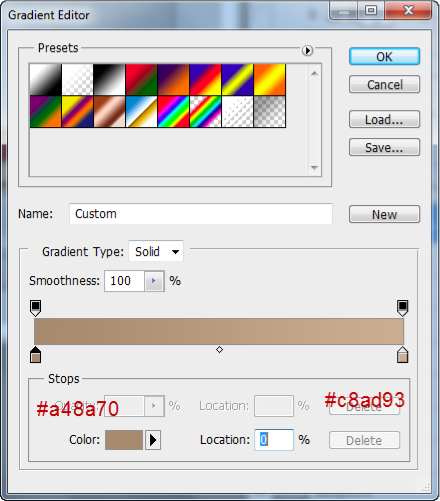 Gradient Editor
Presets
OK
Cancel
Load...
Save...
Name: Custom
New
Gradient Type: Solid
Smoothness: 100 %
Stops
Opacity: % Location: % Delete
#a48a70 #c8ad93
Color: Location: 0 % Delete